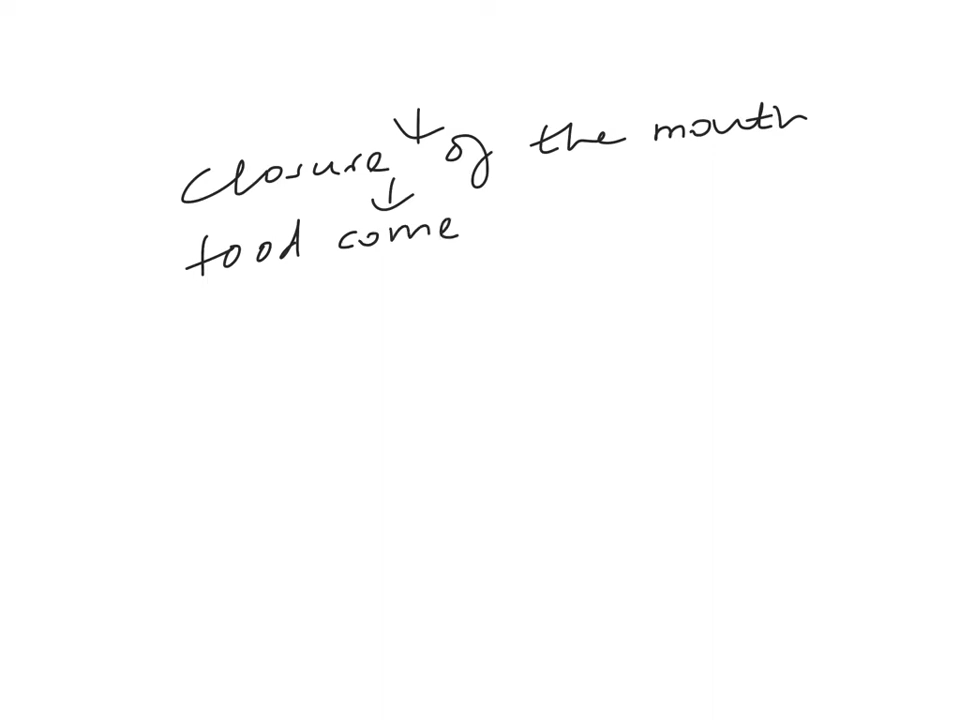 ↓
closure of the mouth
↓
food come